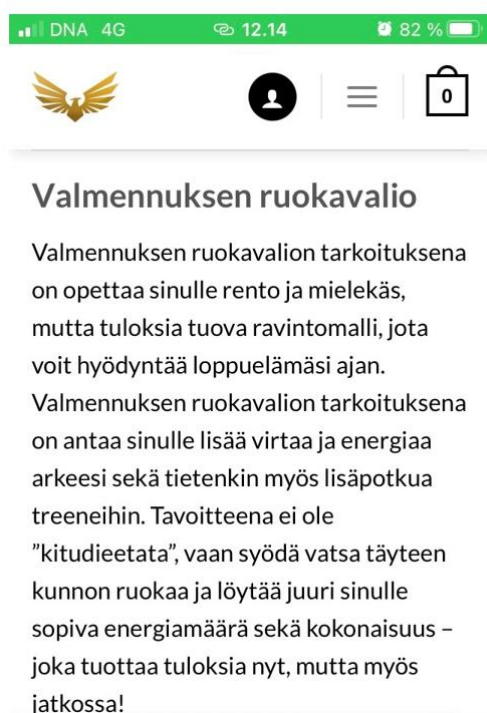 DNA 4G 12.14 82 %
0
Valmennuksen ruokavalio
Valmennuksen ruokavalion tarkoituksena
on opettaa sinulle rento ja mielekäs,
mutta tuloksia tuova ravintomalli, jota
voit hyödyntää loppuelämäsi ajan.
Valmennuksen ruokavalion tarkoituksena
on antaa sinulle lisää virtaa ja energiaa
arkeesi sekä tietenkin myös lisäpotkua
treeneihin. Tavoitteena ei ole
”kitudieetata”, vaan syödä vatsa täyteen
kunnon ruokaa ja löytää juuri sinulle
sopiva energiamäärä sekä kokonaisuus –
joka tuottaa tuloksia nyt, mutta myös
jatkossa!